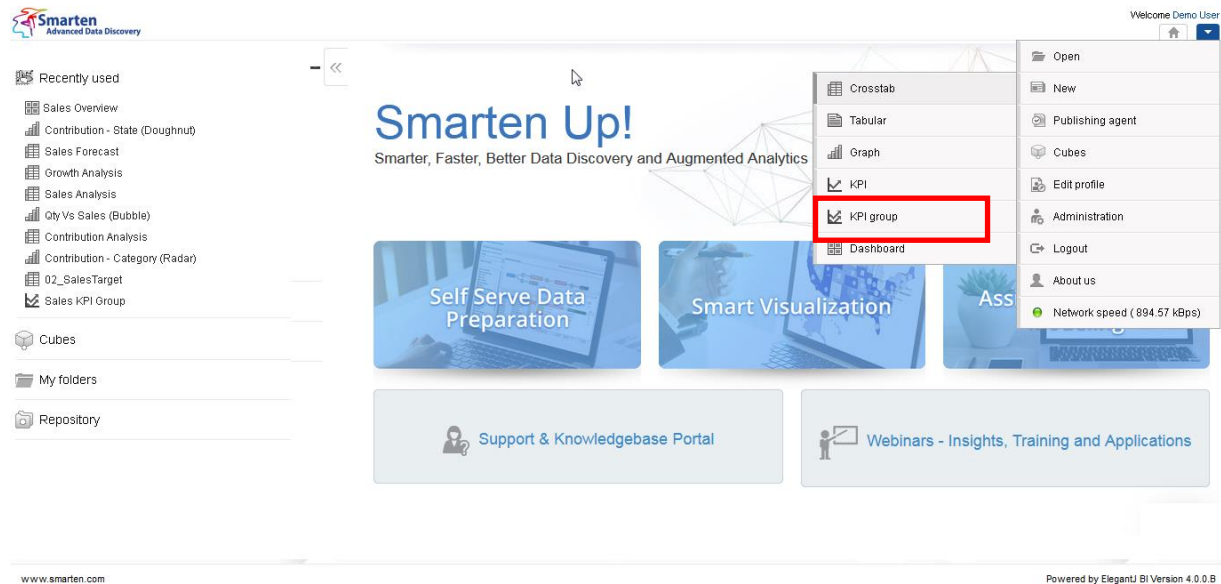 Smarten
Advanced Data Discovery
Welcome Demo User
Recently used
Sales Overview
Contribution - State (Doughnut)
Sales Forecast
Growth Analysis
Sales Analysis
Qty Vs Sales (Bubble)
Contribution Analysis
Contribution - Category (Radar)
02_SalesTarget
Sales KPI Group
Cubes
My folders
Repository
Smarten Up!
Smarter, Faster, Better Data Discovery and Augmented Analytics
Crosstab
Tabular
Graph
KPI
KPI group
Dashboard
Open
New
Publishing agent
Cubes
Edit profile
Administration
Logout
About us
Network speed ( 894.57 kBps)
Self Serve Data
Preparation
Smart Visualization
Ass
Support & Knowledgebase Portal
Webinars - Insights, Training and Applications
www.smarten.com
Powered by ElegantJ BI Version 4.0.0.B